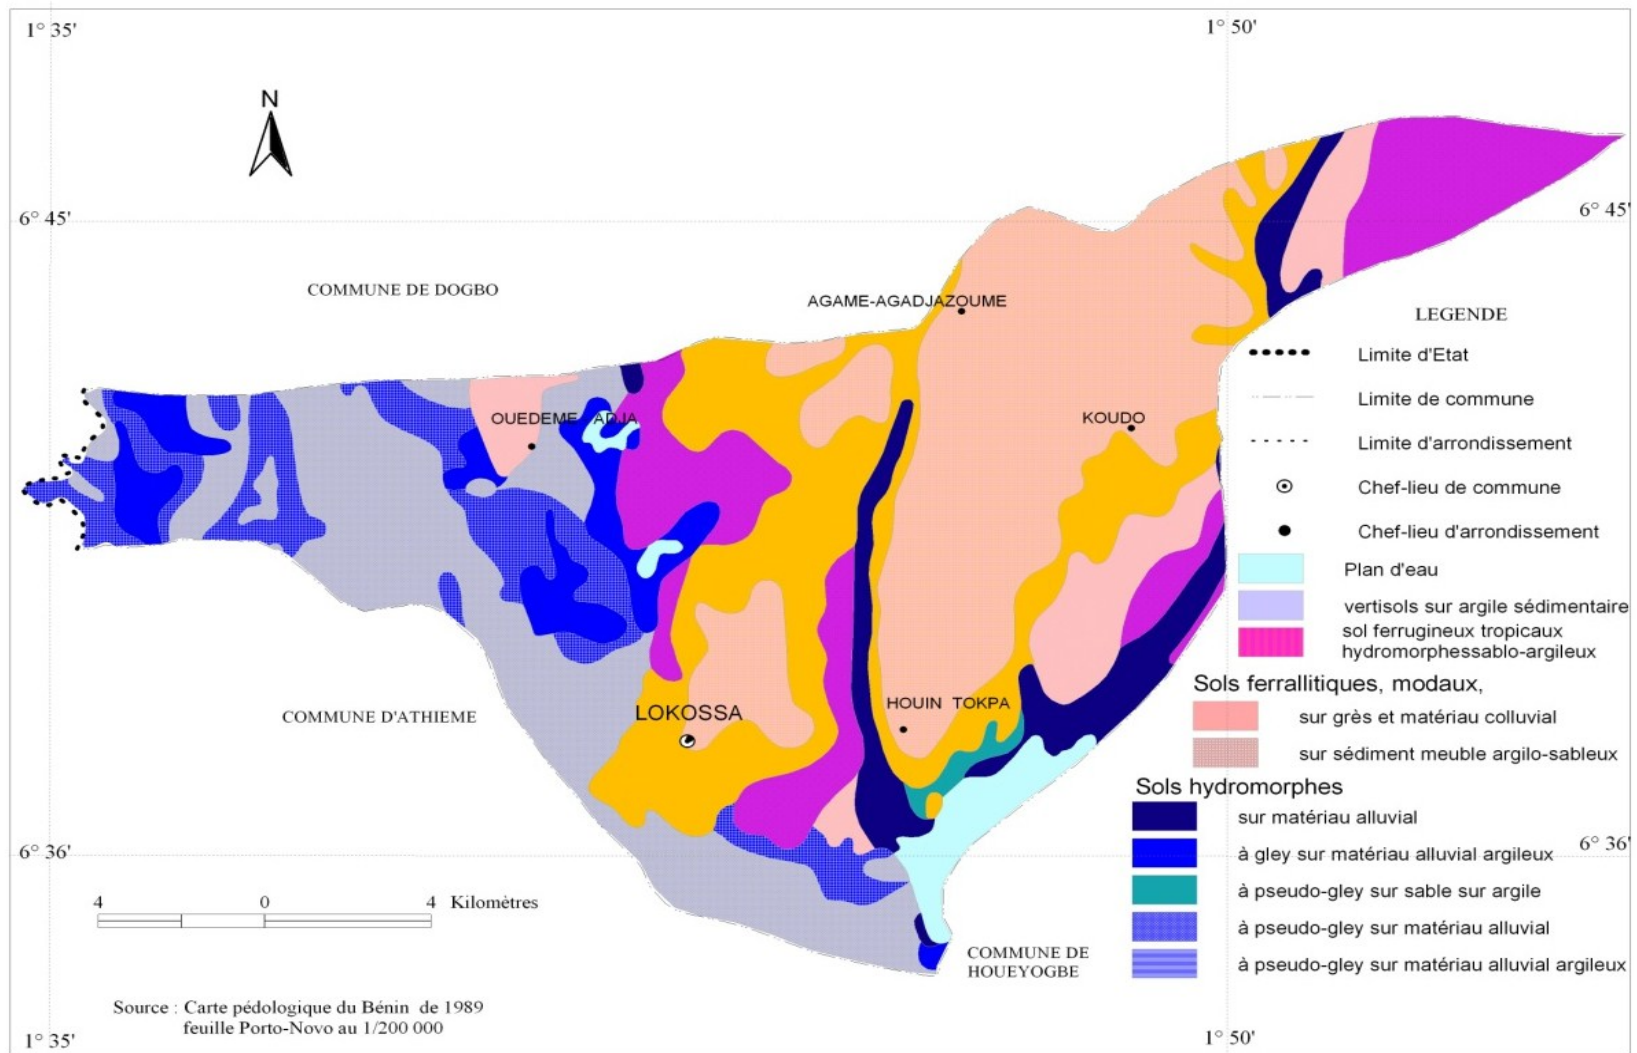 1° 35'
1° 50'
N
6° 45'
6° 45'
COMMUNE DE DOGBO
AGAME-AGADJAZOUME
OUEDEME ADJA
KOUDO
COMMUNE D'ATHIEME
LOKOSSA
HOUIN TOKPA
COMMUNE DE
HOUEYOGBE
LEGENDE
Limite d'Etat
Limite de commune
Limite d'arrondissement
Chef-lieu de commune
Chef-lieu d'arrondissement
Plan d'eau
vertisols sur argile sédimentaire
sol ferrugineux tropicaux
hydromorphessablo-argileux
Sols ferrallitiques, modaux,
sur grès et matériau colluvial
sur sédiment meuble argilo-sableux
Sols hydromorphes
sur matériau alluvial
à gley sur matériau alluvial argileux
à pseudo-gley sur sable sur argile
à pseudo-gley sur matériau alluvial
à pseudo-gley sur matériau alluvial argileux
6° 36'
6° 36'
4 0 4 Kilomètres
Source : Carte pédologique du Bénin de 1989
feuille Porto-Novo au 1/200 000
1° 35'
1° 50'